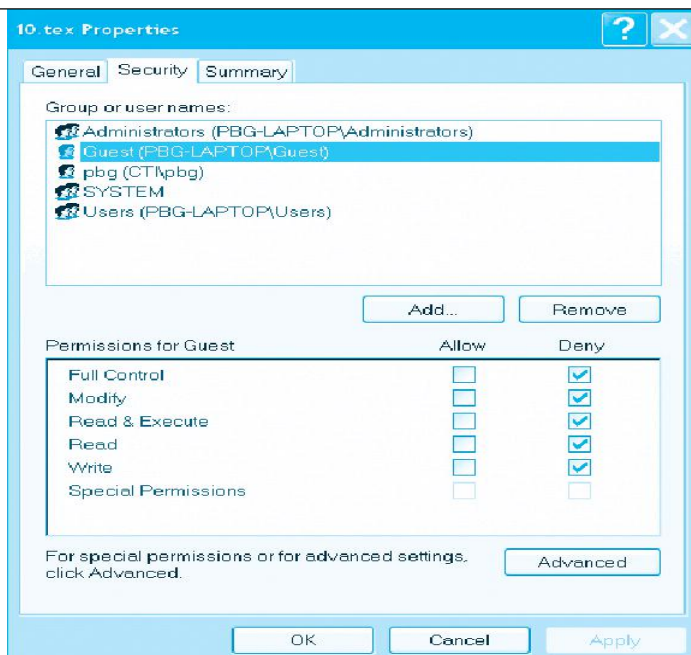 10.tex Properties
General Security Summary
Group or user names:
Administrators (PBG-LAPTOP\Administrators)
Guest (PBG-LAPTOP\Guest)
pbg (CTI\pbg)
SYSTEM
Users (PBG-LAPTOP\Users)
Add... Remove
Permissions for Guest Allow Deny
Full Control
Modify
Read & Execute
Read
Write
Special Permissions
For special permissions or for advanced settings,
click Advanced.
Advanced
OK Cancel Apply